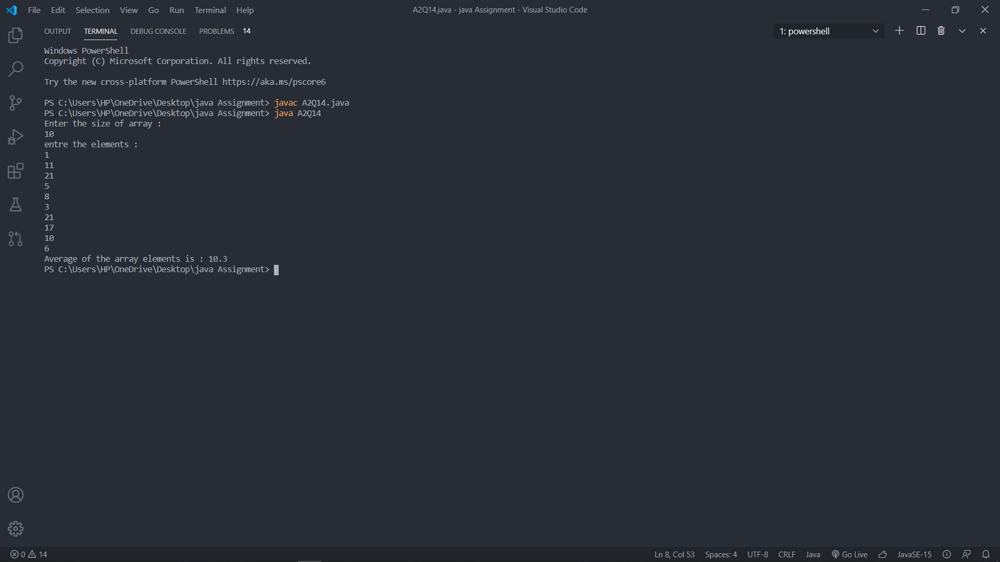 File Edit Selection View Go Run Terminal Help
A2Q14.java - java Assignment - Visual Studio Code
OUTPUT TERMINAL DEBUG CONSOLE PROBLEMS 14
1: powershell
Windows PowerShell
Copyright (C) Microsoft Corporation. All rights reserved.
Try the new cross-platform PowerShell https://aka.ms/pscore6
PS C:\Users\HP\OneDrive\Desktop\java Assignment> javac A2Q14.java
PS C:\Users\HP\OneDrive\Desktop\java Assignment> java A2Q14
Enter the size of array :
10
entre the elements :
1
11
21
5
8
3
21
17
10
6
Average of the array elements is : 10.3
PS C:\Users\HP\OneDrive\Desktop\java Assignment>
0 14
Ln 8, Col 53 Spaces: 4 UTF-8 CRLF Java Go Live JavaSE-15